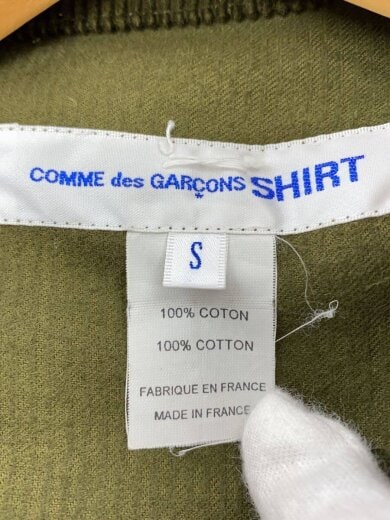 COMME des GARÇONS SHIRT
S
100% COTON
100% COTTON
FABRIQUE EN FRANCE
MADE IN FRANCE